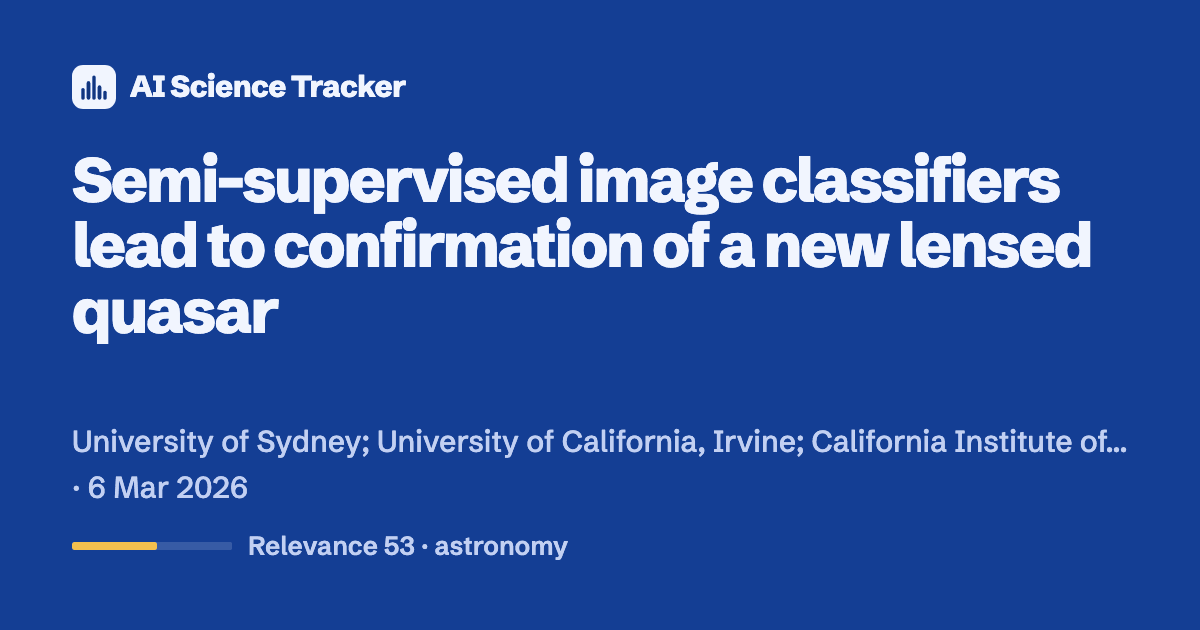 AI Science Tracker
Semi-supervised image classifiers
lead to confirmation of a new lensed
quasar
University of Sydney; University of California, Irvine; California Institute of...
· 6 Mar 2026
Relevance 53 · astronomy